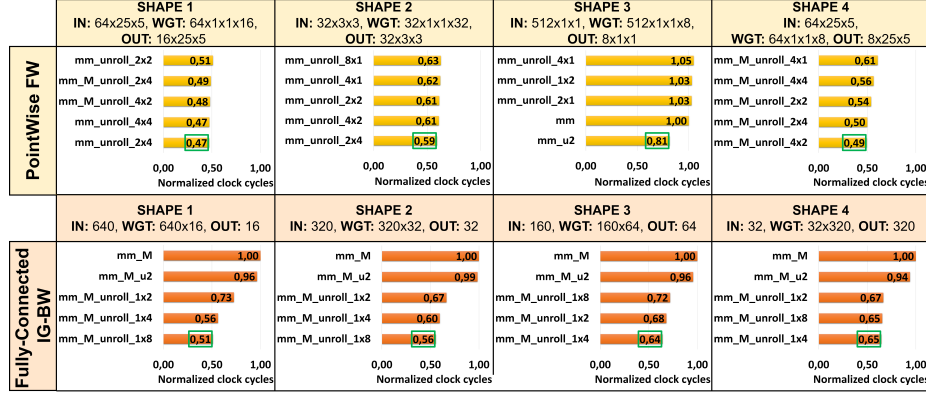 SHAPE 1
IN: 64x25x5, WGT: 64x1x1x16,
OUT: 16x25x5
SHAPE 2
IN: 32x3x3, WGT: 32x1x1x32,
OUT: 32x3x3
SHAPE 3
IN: 512x1x1, WGT: 512x1x1x8,
OUT: 8x1x1
SHAPE 4
IN: 64x25x5,
WGT: 64x1x1x8, OUT: 8x25x5
PointWise FW
mm_unroll_2x2 0,51
mm_M_unroll_2x4 0,49
mm_M_unroll_4x2 0,48
mm_unroll_4x4 0,47
mm_unroll_2x4 0,47
0,00 0,50 1,00
Normalized clock cycles
mm_unroll_8x1 0,63
mm_unroll_4x1 0,62
mm_unroll_2x2 0,61
mm_unroll_4x2 0,61
mm_unroll_2x4 0,59
0,00 0,50 1,00
Normalized clock cycles
mm_unroll_4x1 1,05
mm_unroll_1x2 1,03
mm_unroll_2x1 1,03
mm 1,00
mm_u2 0,81
0,00 0,50 1,00
Normalized clock cycles
mm_M_unroll_4x1 0,61
mm_M_unroll_4x4 0,56
mm_M_unroll_2x2 0,54
mm_M_unroll_2x4 0,50
mm_M_unroll_4x2 0,49
0,00 0,50 1,00
Normalized clock cycles
SHAPE 1
IN: 640, WGT: 640x16, OUT: 16
SHAPE 2
IN: 320, WGT: 320x32, OUT: 32
SHAPE 3
IN: 160, WGT: 160x64, OUT: 64
SHAPE 4
IN: 32, WGT: 32x320, OUT: 320
Fully-Connected
IG-BW
mm_M 1,00
mm_M_u2 0,96
mm_M_unroll_1x2 0,73
mm_M_unroll_1x4 0,56
mm_M_unroll_1x8 0,51
0,00 0,50 1,00
Normalized clock cycles
mm_M 1,00
mm_M_u2 0,99
mm_M_unroll_1x2 0,67
mm_M_unroll_1x4 0,60
mm_M_unroll_1x8 0,56
0,00 0,50 1,00
Normalized clock cycles
mm_M 1,00
mm_M_u2 0,96
mm_M_unroll_1x8 0,72
mm_M_unroll_1x2 0,68
mm_M_unroll_1x4 0,64
0,00 0,50 1,00
Normalized clock cycles
mm_M 1,00
mm_M_u2 0,94
mm_M_unroll_1x2 0,67
mm_M_unroll_1x8 0,65
mm_M_unroll_1x4 0,65
0,00 0,50 1,00
Normalized clock cycles